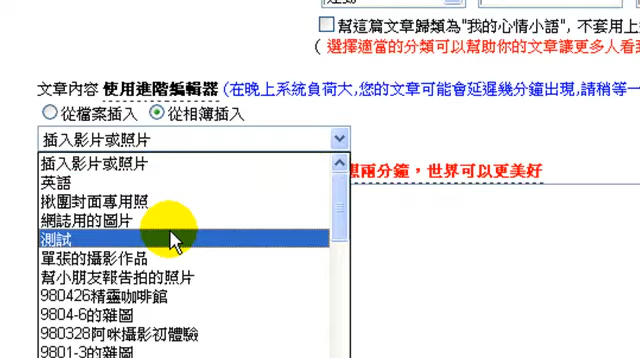 幫這篇文章歸類為"我的心情小語", 不套用上
( 選擇適當的分類可以幫助你的文章讓更多人看到
文章內容 使用進階編輯器 (在晚上系統負荷大,您的文章可能會延遲幾分鐘出現,請稍等一
從檔案插入 從相簿插入
插入影片或照片
想兩分鐘，世界可以更美好
插入影片或照片
英語
揪團封面專用照
網誌用的圖片
測試
單張的攝影作品
幫小朋友報告拍的照片
980426精靈咖啡館
9804-6的雜圖
980328阿咪攝影初體驗
9801-3的雜圖